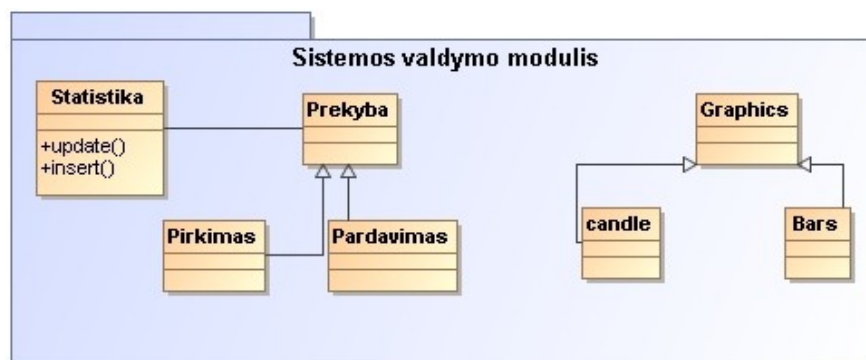 Sistemos valdymo modulis
Statistika
+update()
+insert()
Prekyba
Graphics
Pirkimas
Pardavimas
candle
Bars